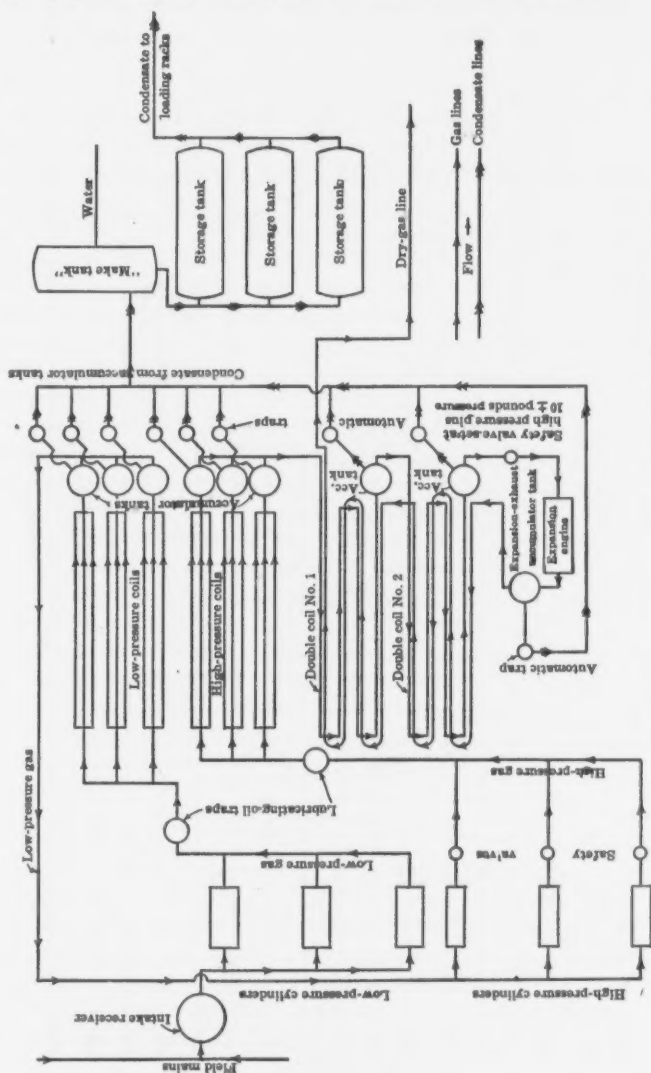 Condensate to
loading racks
Water
"Make tank"
Storage tank
Storage tank
Storage tank
Dry-gas line
Gas lines
Flow
Condensate lines
Condensate from accumulator tanks
traps
Automatic
Safety valve set at
high pressure plus
10 ± pounds pressure
Accumulator
tanks
Acc.
tank
Acc.
tank
Expansion-exhaust
accumulator tank
Expansion
engine
Automatic trap
Low-pressure coils
High-pressure coils
Double coil No. 1
Double coil No. 2
Low-pressure gas
Lubricating-oil traps
Low-pressure gas
High-pressure gas
Safety
valves
Low-pressure cylinders
High-pressure cylinders
Intake receiver
Field mains